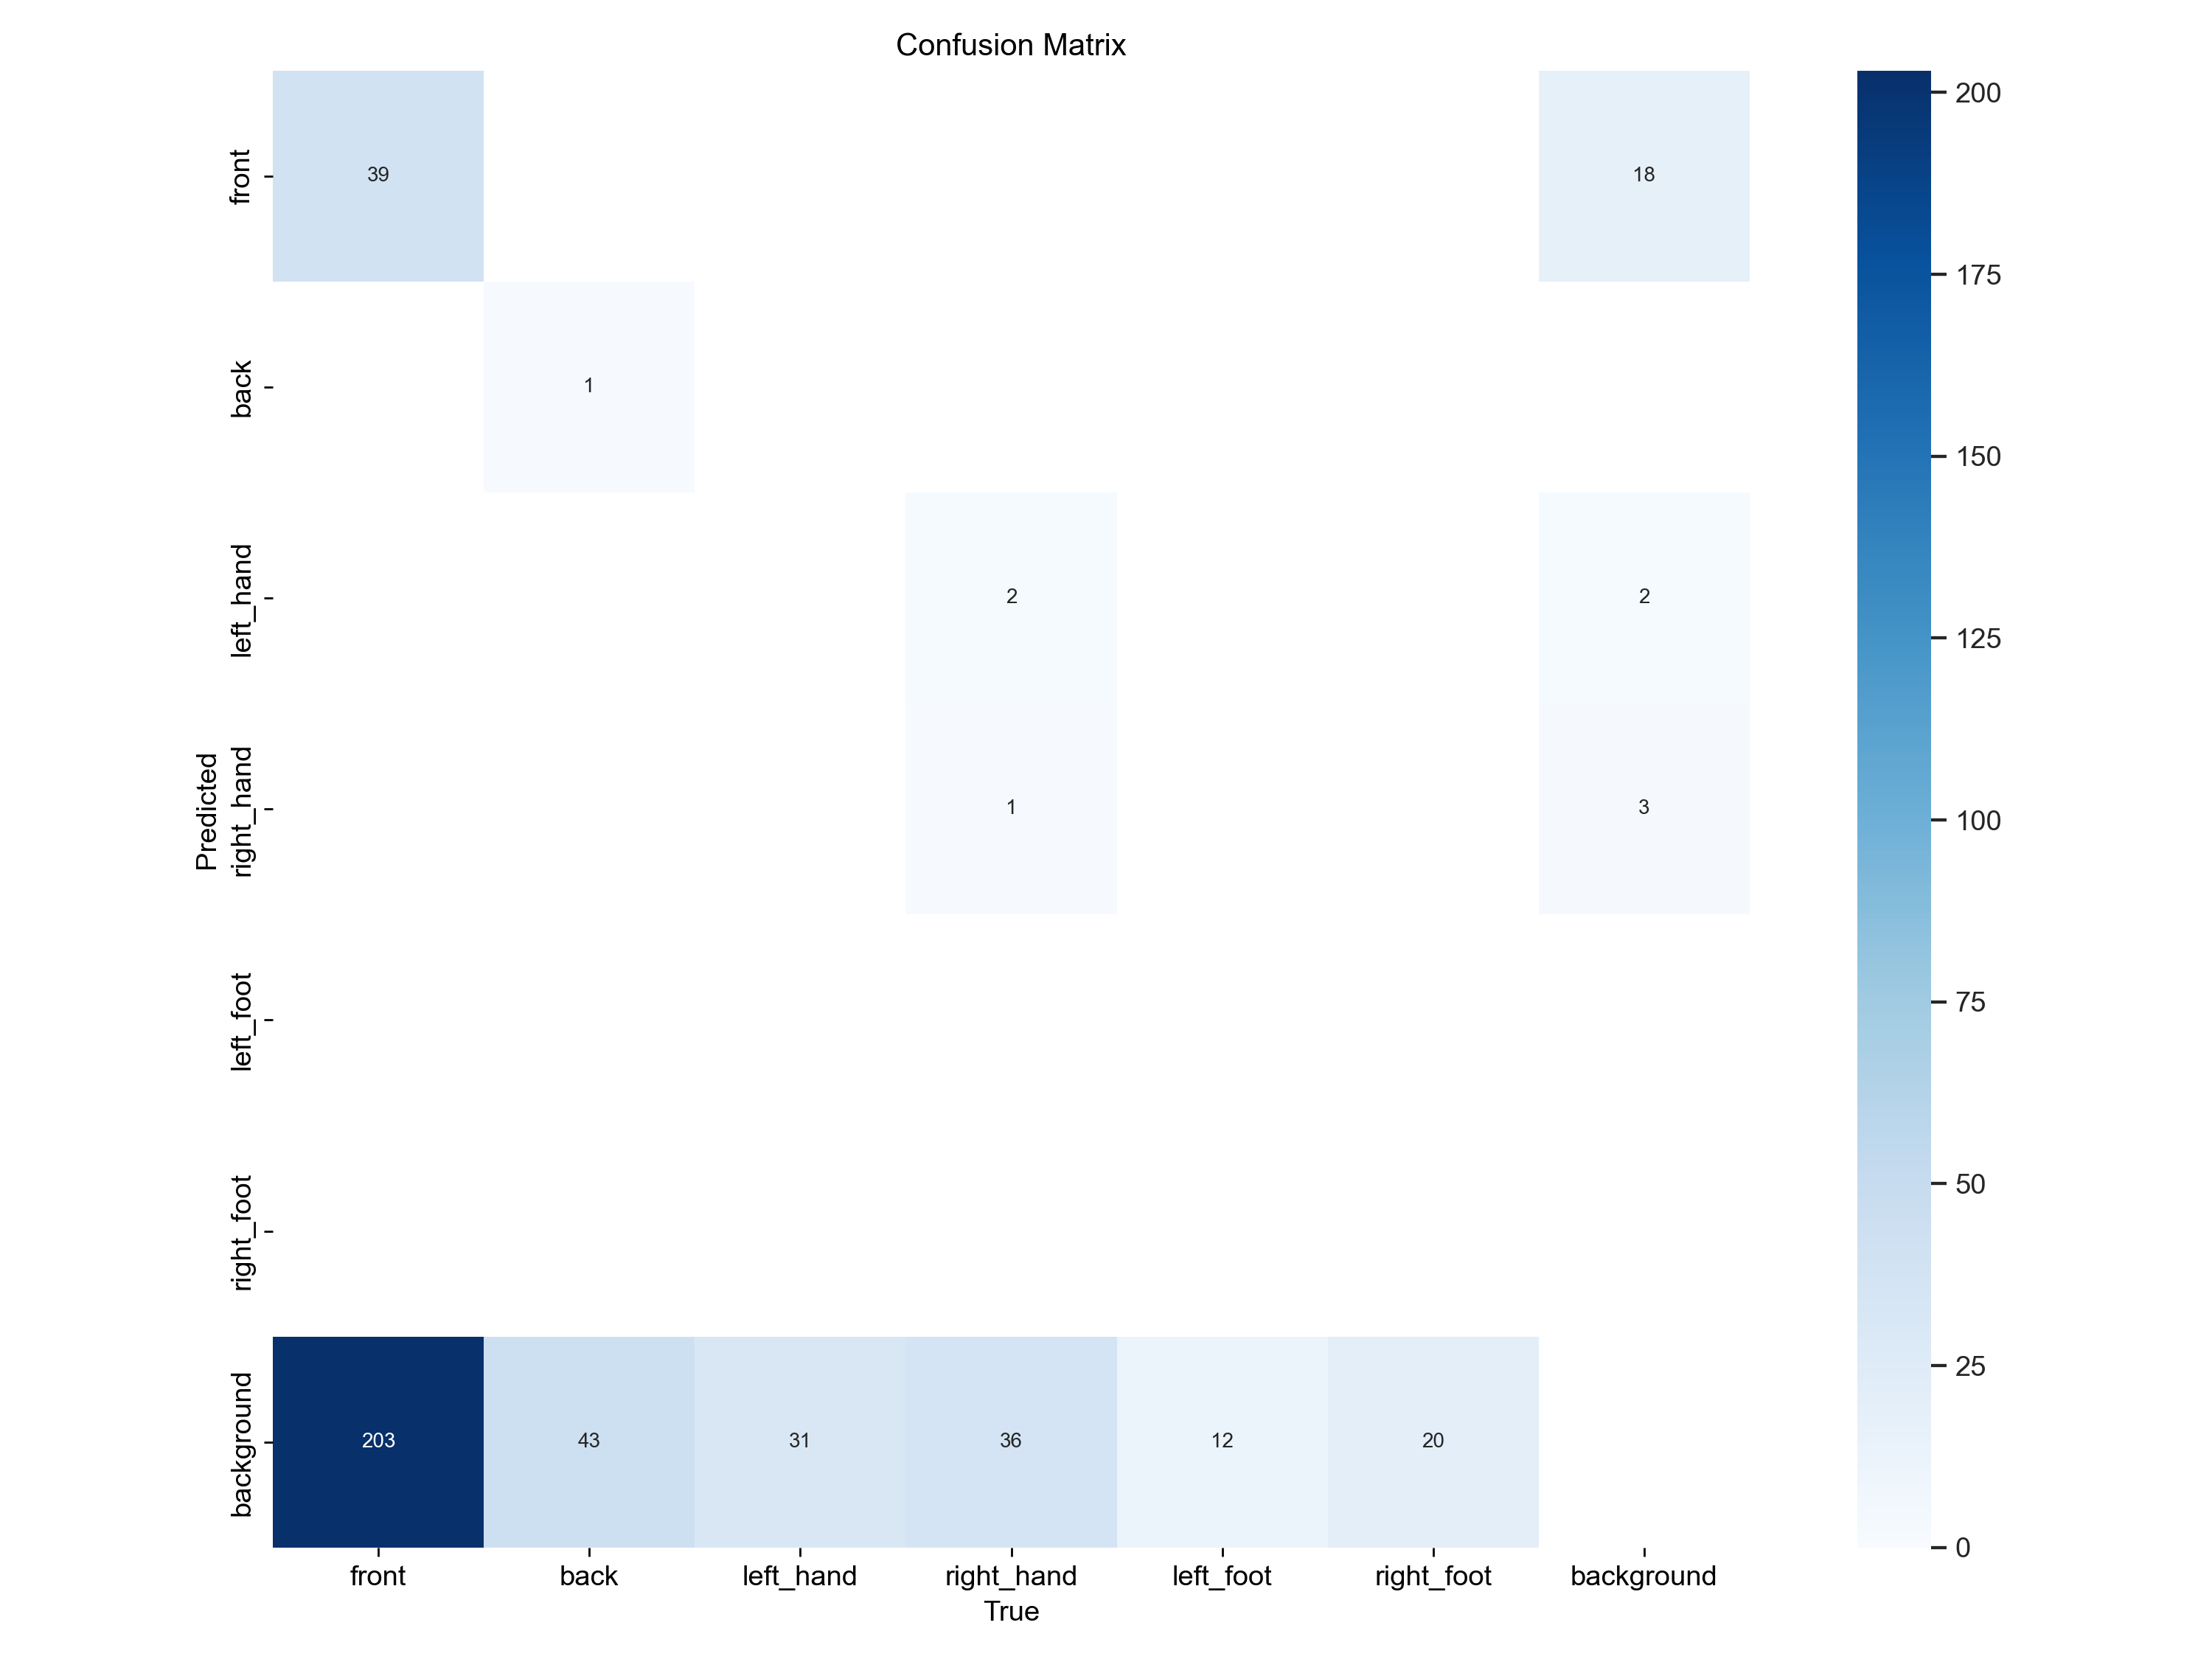 Confusion Matrix
front
39
18
200
175
back
1
150
left_hand
2
2
125
Predicted
right_hand
1
3
100
left_foot
75
right_foot
50
background
203
43
31
36
12
20
25
0
front
back
left_hand
right_hand
left_foot
right_foot
background
True